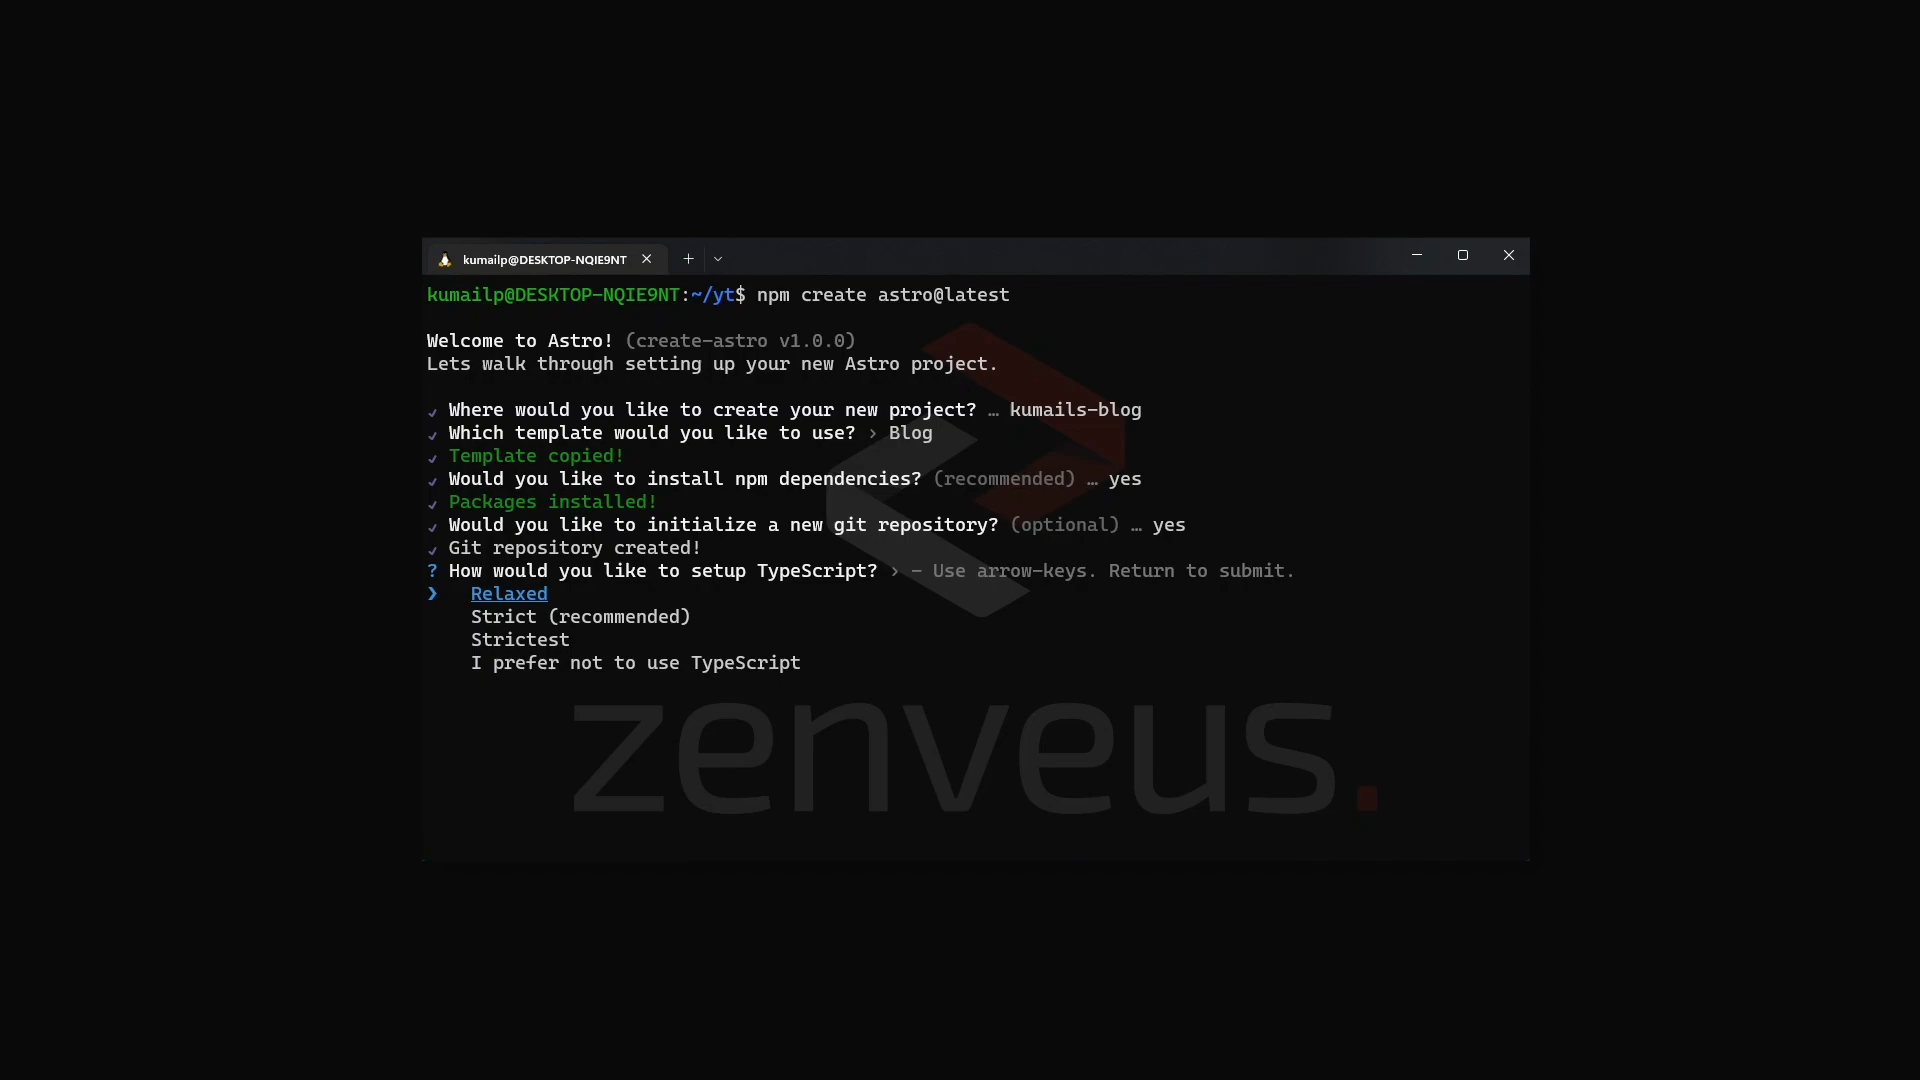 kumailp@DESKTOP-NQIE9NT
kumailp@DESKTOP-NQIE9NT:~/yt$ npm create astro@latest
Welcome to Astro! (create-astro v1.0.0)
Lets walk through setting up your new Astro project.
✔ Where would you like to create your new project? … kumails-blog
✔ Which template would you like to use? › Blog
✔ Template copied!
✔ Would you like to install npm dependencies? (recommended) … yes
✔ Packages installed!
✔ Would you like to initialize a new git repository? (optional) … yes
✔ Git repository created!
? How would you like to setup TypeScript? › - Use arrow-keys. Return to submit.
❯ Relaxed
Strict (recommended)
Strictest
I prefer not to use TypeScript
zenveus.